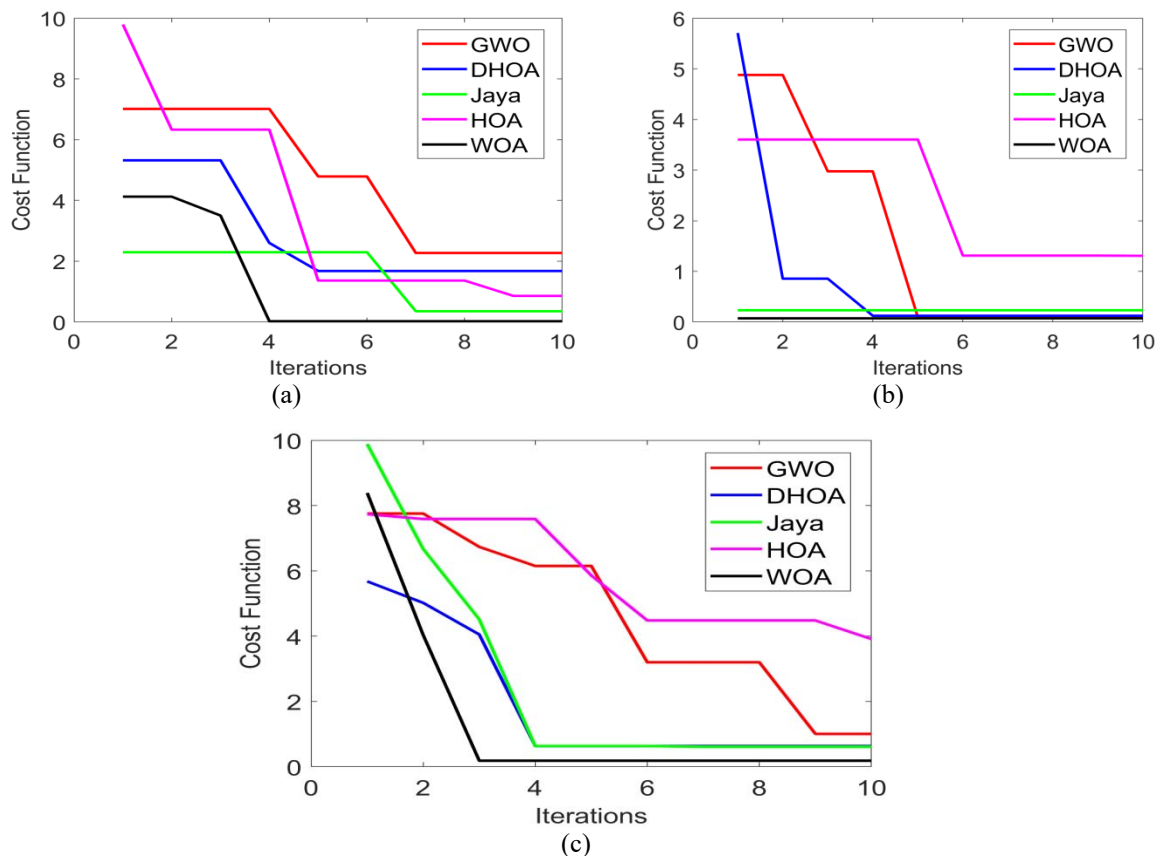 10
8
6
4
2
0
Cost Function
0 2 4 6 8 10
Iterations
GWO
DHOA
Jaya
HOA
WOA
(a)
6
5
4
3
2
1
0
Cost Function
0 2 4 6 8 10
Iterations
GWO
DHOA
Jaya
HOA
WOA
(b)
10
8
6
4
2
0
Cost Function
0 2 4 6 8 10
Iterations
GWO
DHOA
Jaya
HOA
WOA
(c)